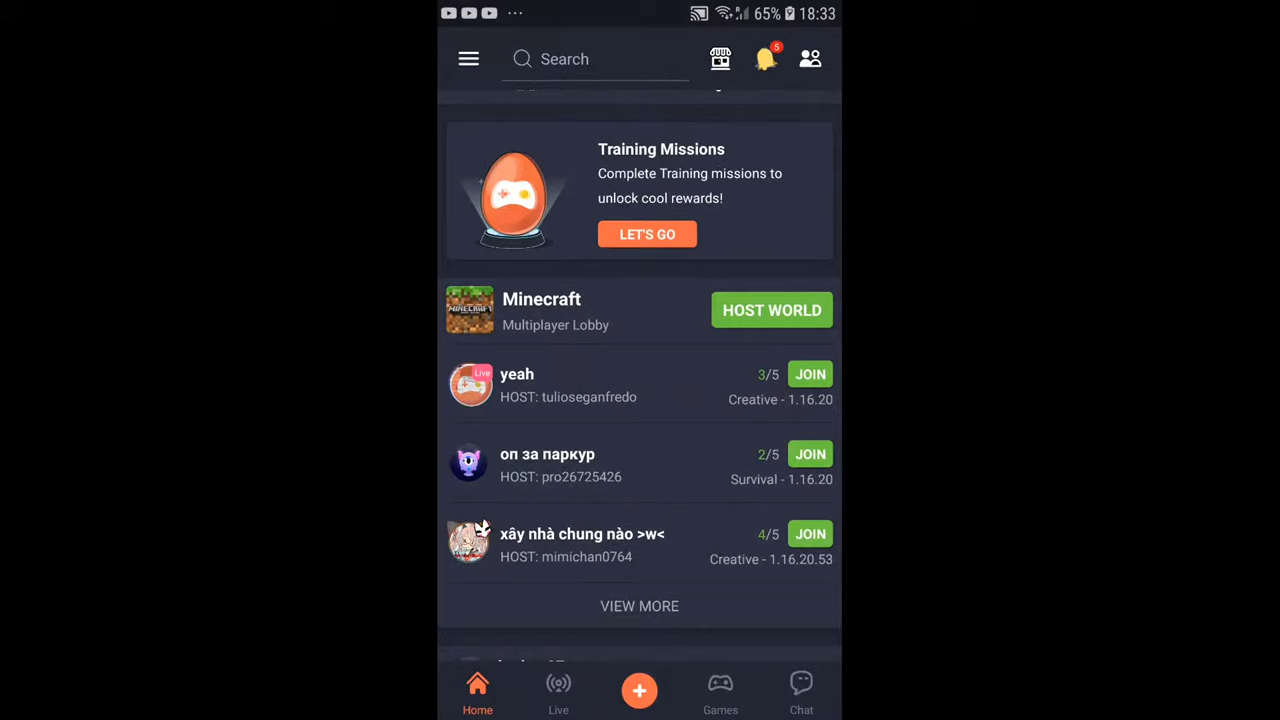 65% 18:33
Search
5
Training Missions
Complete Training missions to
unlock cool rewards!
LET'S GO
MINECRAFT
Minecraft
Multiplayer Lobby
HOST WORLD
Live
yeah
3/5
JOIN
HOST: tulioseganfredo
Creative - 1.16.20
оп за паркур
2/5
JOIN
HOST: pro26725426
Survival - 1.16.20
xây nhà chung nào >w<
4/5
JOIN
HOST: mimichan0764
Creative - 1.16.20.53
VIEW MORE
Home
Live
Games
Chat